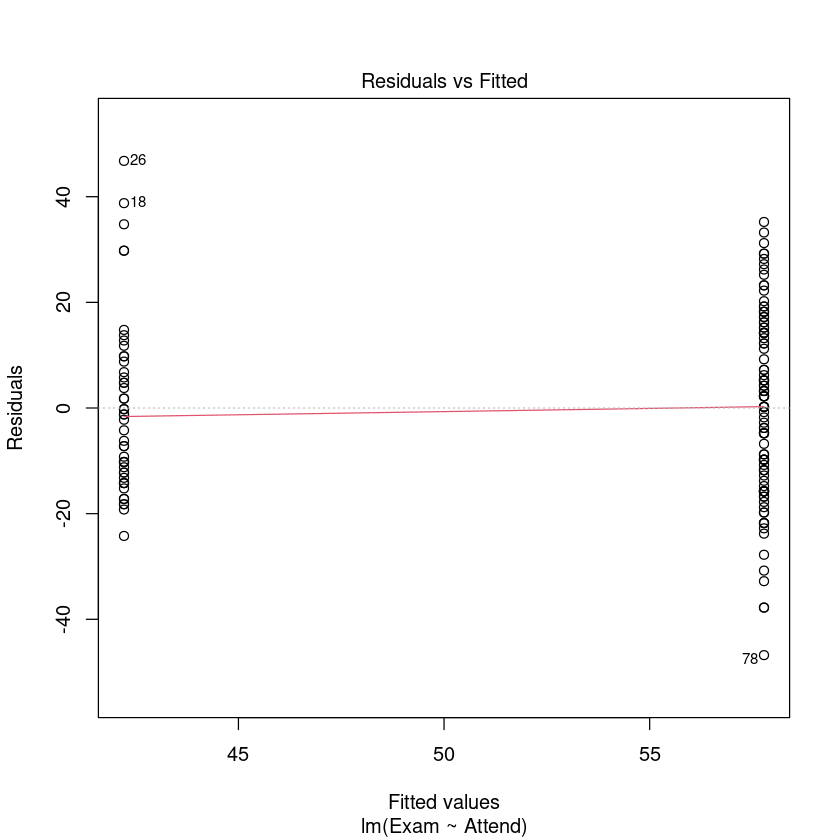 Residuals vs Fitted
26
18
78
40
20
0
-20
-40
Residuals
45
50
55
Fitted values
lm(Exam ~ Attend)